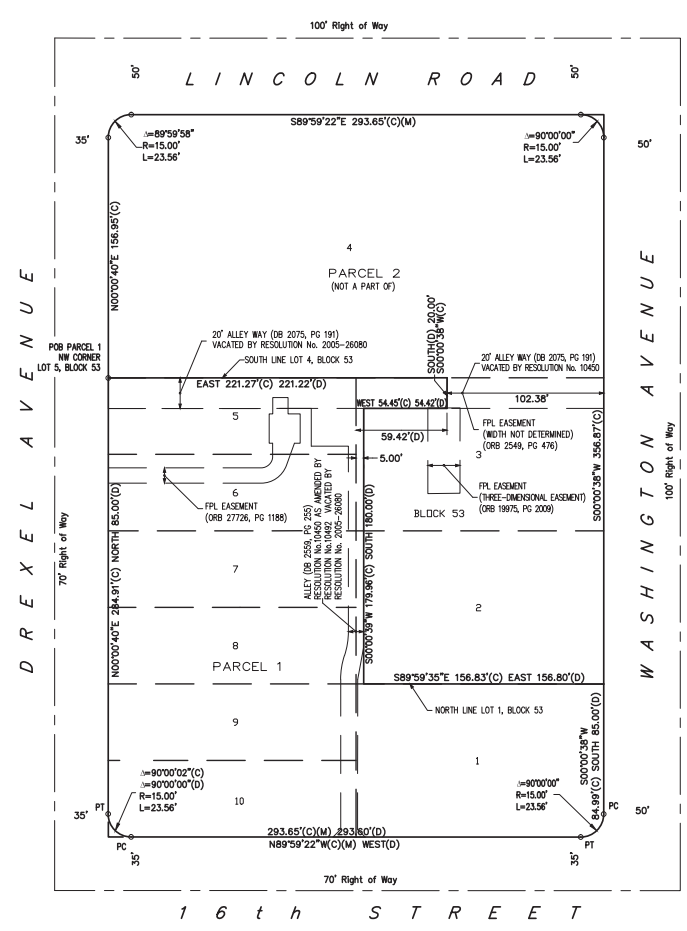 100' Right of Way
50'
LINCOLN ROAD
50'
S89°59'22"E 293.65'(C)(M)
35'
Δ=89°59'58"
R=15.00'
L=23.56'
Δ=90°00'00"
R=15.00'
L=23.56'
50'
N00°00'40"E 156.95'(C)
4
PARCEL 2
(NOT A PART OF)
DREXEL AVENUE
WASHINGTON AVENUE
POB PARCEL 1
NW CORNER
LOT 5, BLOCK 53
20' ALLEY WAY (DB 2075, PG 191)
VACATED BY RESOLUTION No. 2005-26080
SOUTH LINE LOT 4, BLOCK 53
SOUTH(D) 20.00'
S00°00'38"W(C)
20' ALLEY WAY (DB 2075, PG 191)
VACATED BY RESOLUTION No. 10450
EAST 221.27'(C) 221.22'(D)
WEST 54.45'(C) 54.42'(D)
102.38'
5
59.42'(D)
FPL EASEMENT
(WIDTH NOT DETERMINED)
(ORB 2549, PG 476)
3
5.00'
S00°00'38"W 356.87'(C)
100' Right of Way
6
FPL EASEMENT
(ORB 27726, PG 1188)
FPL EASEMENT
(THREE-DIMENSIONAL EASEMENT)
(ORB 19975, PG 2009)
BLOCK 53
70' Right of Way
N00°00'40"E 284.91'(C) NORTH 85.00'(D)
ALLEY (DB 2559, PG 255)
RESOLUTION No.10450 AS AMENDED BY
RESOLUTION No.10492 VACATED BY
RESOLUTION No. 2005-26080
S00°00'39"W 179.96'(C) SOUTH 180.00'(D)
7
2
8
PARCEL 1
S89°59'35"E 156.83'(C) EAST 156.80'(D)
NORTH LINE LOT 1, BLOCK 53
9
1
S00°00'38"W
84.99'(C) SOUTH 85.00'(D)
Δ=90°00'02"(C)
Δ=90°00'00"(D)
R=15.00'
L=23.56'
10
Δ=90°00'00"
R=15.00'
L=23.56'
35'
PT
PC
50'
293.65'(C)(M) 293.60'(D)
N89°59'22"W(C)(M) WEST(D)
PC
35'
35'
PT
70' Right of Way
16th STREET